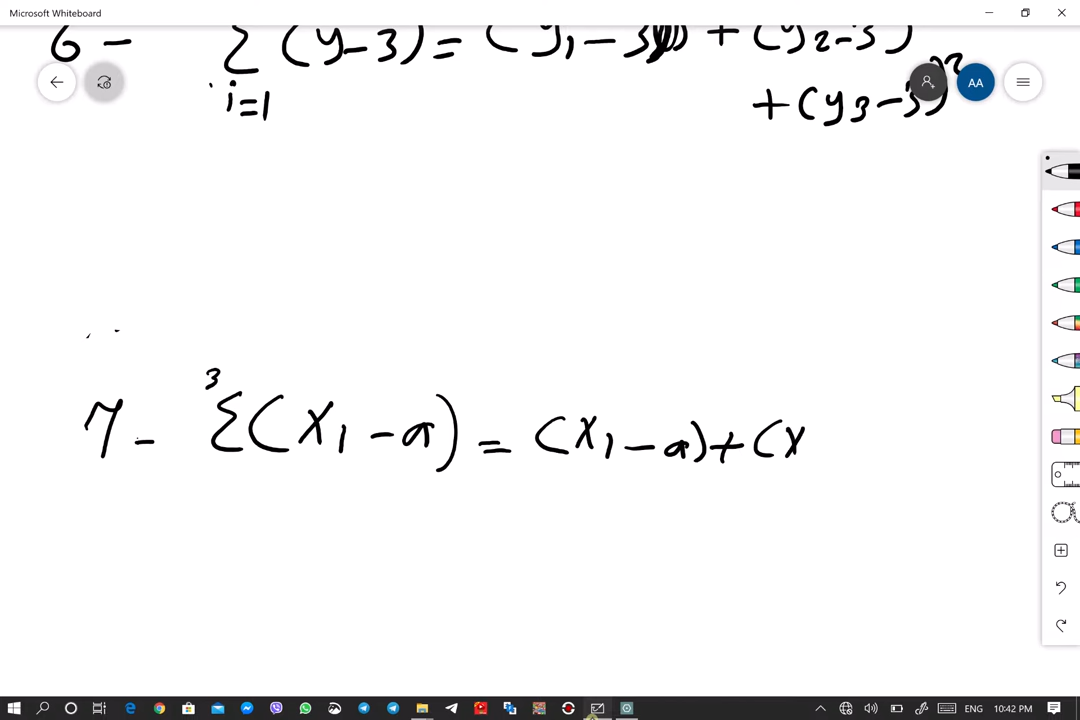 Microsoft Whiteboard
6 - Σ (y-3) = (y1-3) + (y2-3)
i=1
+ (y3-3)²
AA
3
7 - Σ(X1-a) = (X1-a)+(X
ENG 10:42 PM